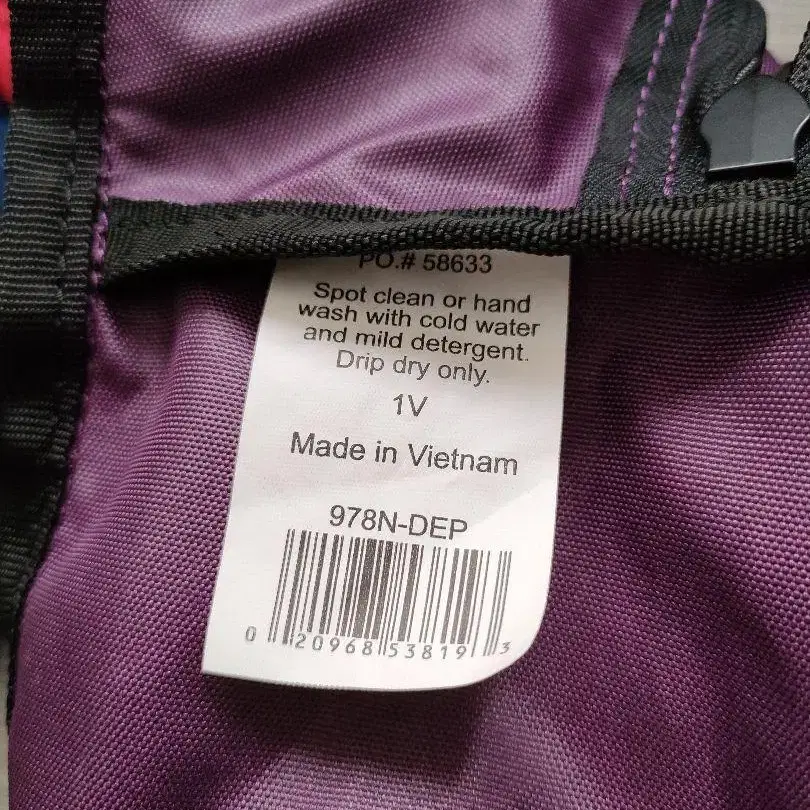 PO.# 58633
Spot clean or hand
wash with cold water
and mild detergent.
Drip dry only.
1V
Made in Vietnam
978N-DEP
0 20968 53819 3